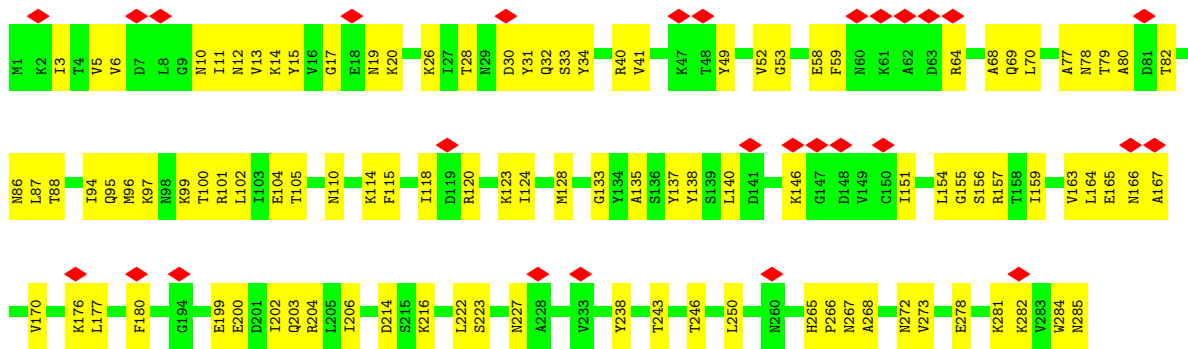 M1 K2 I3 T4 V5 V6 D7 L8 G9 N10 I11 N12 V13 K14 Y15 V16 G17 E18 N19 K20 K26 I27 T28 N29 D30 Y31 Q32 S33 Y34 R40 V41 K47 T48 Y49 V52 G53 E58 F59 N60 K61 A62 D63 R64 A68 Q69 L70 A77 N78 T79 A80 D81 T82
N86 L87 T88 I94 Q95 M96 K97 N98 K99 T100 R101 L102 I103 E104 T105 N110 K114 F115 I118 D119 R120 K123 I124 M128 G133 Y134 A135 S136 Y137 Y138 S139 L140 D141 K146 G147 D148 V149 C150 I151 L154 G155 S156 R157 T158 I159 V163 L164 E165 N166 A167
V170 K176 L177 F180 G194 E199 E200 D201 I202 Q203 R204 L205 I206 D214 S215 K216 L222 S223 N227 A228 V233 Y238 T243 T246 L250 N260 H265 P266 N267 A268 N272 V273 E278 K281 K282 V283 W284 N285